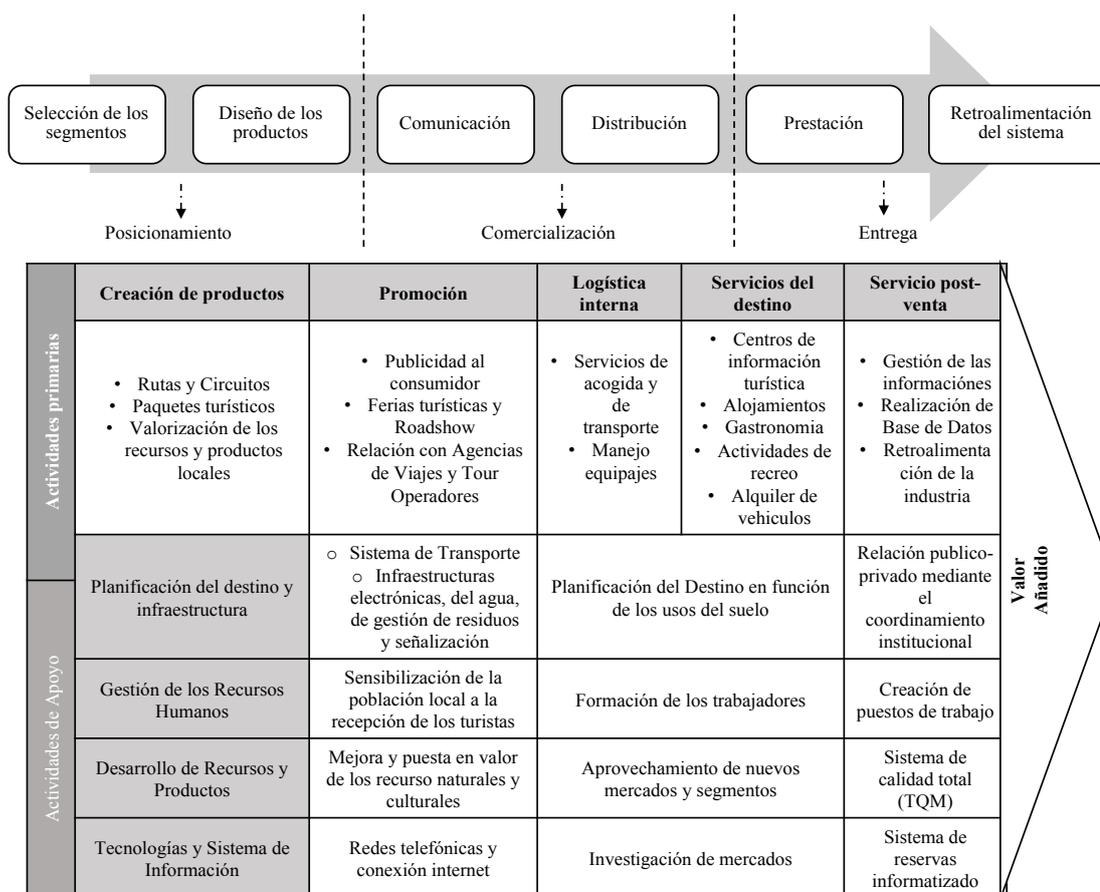 Selección de los
segmentos
Diseño de los
productos
Comunicación
Distribución
Prestación
Retroalimentación
del sistema
Posicionamiento
Comercialización
Entrega
Actividades primarias
Creación de productos
Promoción
Logística
interna
Servicios del
destino
Servicio post-
venta
• Rutas y Circuitos
• Paquetes turísticos
• Valorización de los
recursos y productos
locales
• Publicidad al
consumidor
• Ferias turísticas y
Roadshow
• Relación con Agencias
de Viajes y Tour
Operadores
• Servicios de
acogida y
de
transporte
• Manejo
equipajes
• Centros de
información
turística
• Alojamientos
• Gastronomia
• Actividades de
recreo
• Alquiler de
vehiculos
• Gestión de las
informaciónes
• Realización de
Base de Datos
• Retroalimenta
ción de la
industria
Actividades de Apoyo
Planificación del destino y
infraestructura
o Sistema de Transporte
o Infraestructuras
electrónicas, del agua,
de gestión de residuos
y señalización
Planificación del Destino en función
de los usos del suelo
Relación publico-
privado mediante
el
coordinamiento
institucional
Gestión de los Recursos
Humanos
Sensibilización de la
población local a la
recepción de los turistas
Formación de los trabajadores
Creación de
puestos de trabajo
Desarrollo de Recursos y
Productos
Mejora y puesta en valor
de los recurso naturales y
culturales
Aprovechamiento de nuevos
mercados y segmentos
Sistema de
calidad total
(TQM)
Tecnologías y Sistema de
Información
Redes telefónicas y
conexión internet
Investigación de mercados
Sistema de
reservas
informatizado
Valor
Añadido